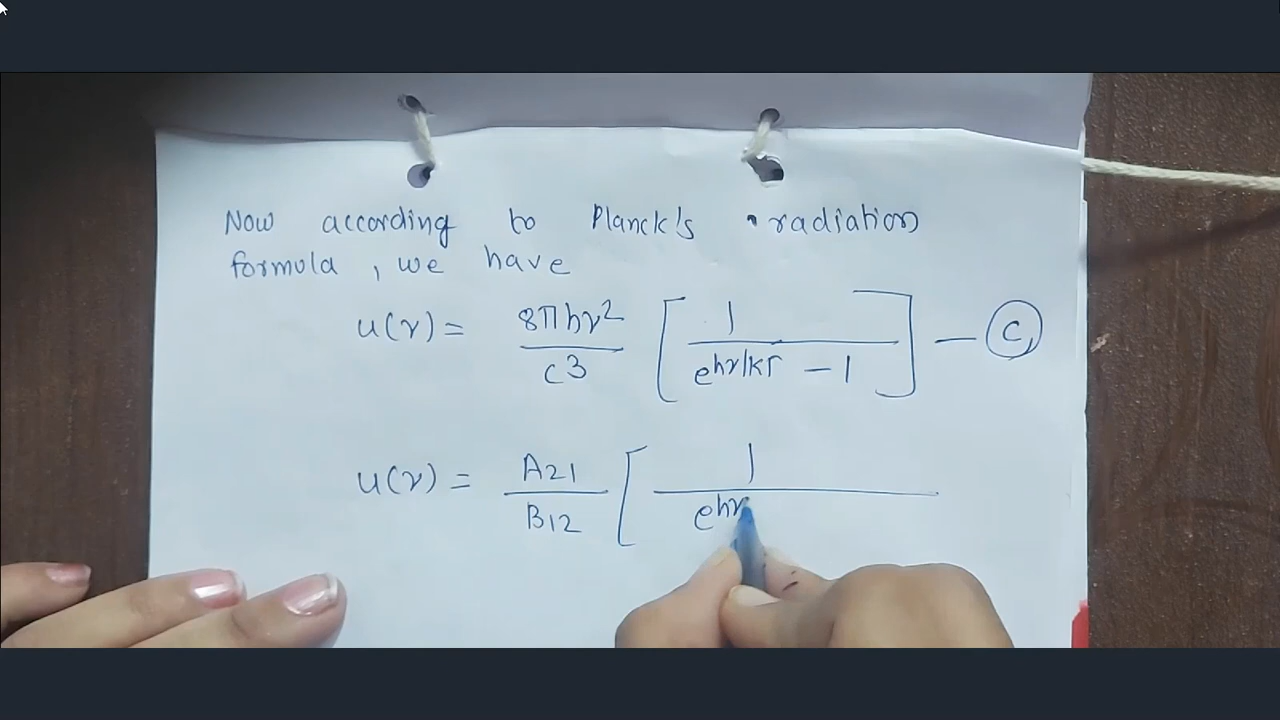 Now according to Planck's radiation
formula, we have
u(ν) = 8πhν² / c³ [ 1 / e^hν/kT − 1 ] — C
u(ν) = A21 / B12 [ 1 / e^hν